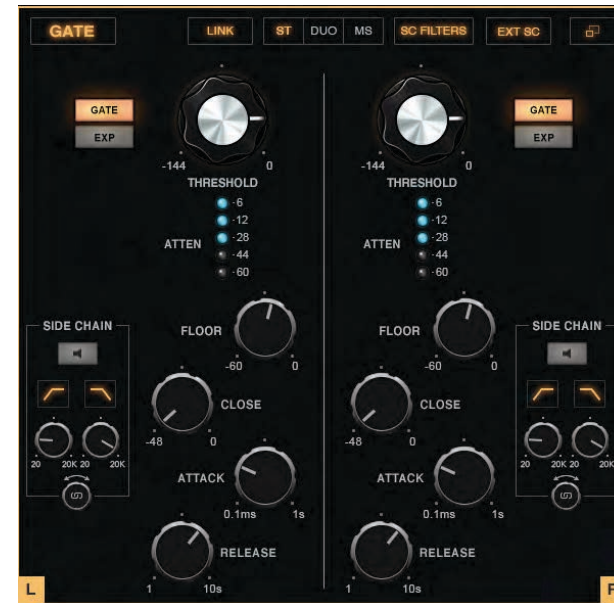 GATE LINK ST DUO MS SC FILTERS EXT SC
GATE
EXP
-144 0
THRESHOLD
-6
-12
ATTEN -28
-44
-60
FLOOR
-60 0
CLOSE
-48 0
ATTACK
0.1ms 1s
RELEASE
1 10s
SIDE CHAIN
20 20K 20 20K
L
GATE
EXP
-144 0
THRESHOLD
-6
-12
ATTEN -28
-44
-60
FLOOR
-60 0
CLOSE
-48 0
ATTACK
0.1ms 1s
RELEASE
1 10s
SIDE CHAIN
20 20K 20 20K